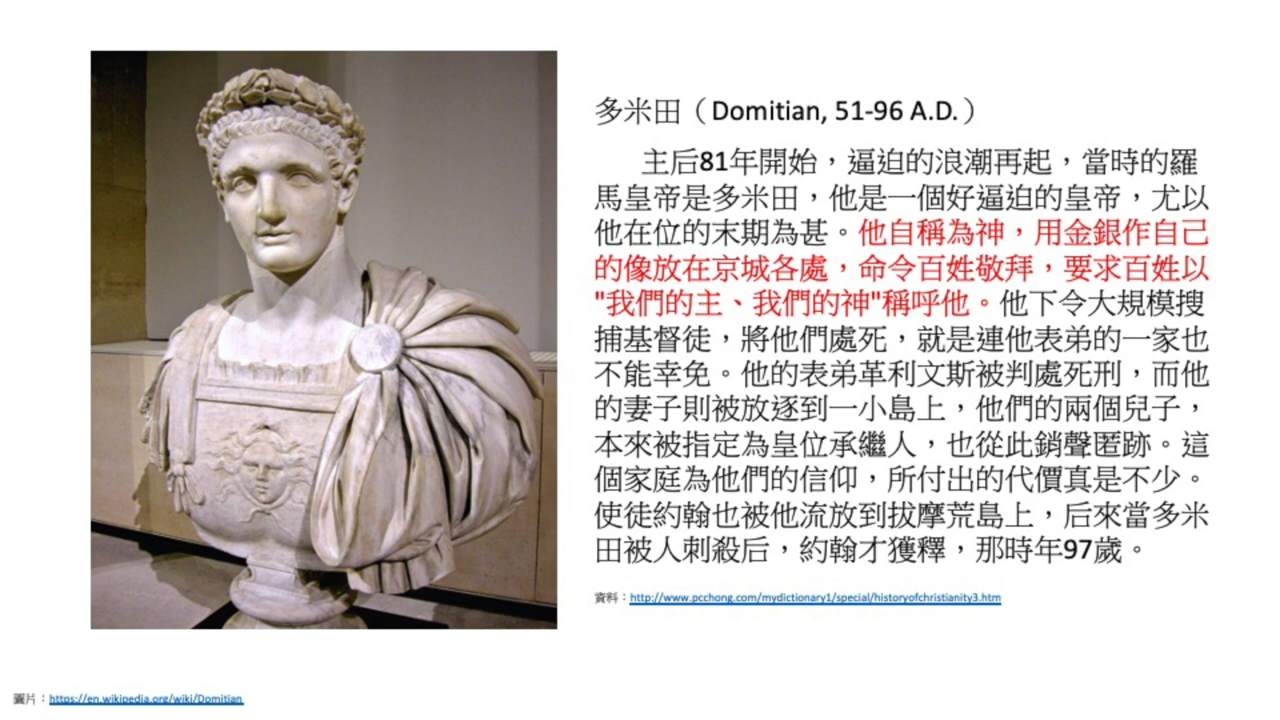 多米田（Domitian, 51-96 A.D.）
主后81年開始，逼迫的浪潮再起，當時的羅
馬皇帝是多米田，他是一個好逼迫的皇帝，尤以
他在位的末期為甚。他自稱為神，用金銀作自己
的像放在京城各處，命令百姓敬拜，要求百姓以
"我們的主、我們的神"稱呼他。他下令大規模搜
捕基督徒，將他們處死，就是連他表弟的一家也
不能幸免。他的表弟革利文斯被判處死刑，而他
的妻子則被放逐到一小島上，他們的兩個兒子，
本來被指定為皇位承繼人，也從此銷聲匿跡。這
個家庭為他們的信仰，所付出的代價真是不少。
使徒約翰也被他流放到拔摩荒島上，后來當多米
田被人刺殺后，約翰才獲釋，那時年97歲。
資料：http://www.pcchong.com/mydictionary1/special/historyofchristianity3.htm
圖片：https://en.wikipedia.org/wiki/Domitian